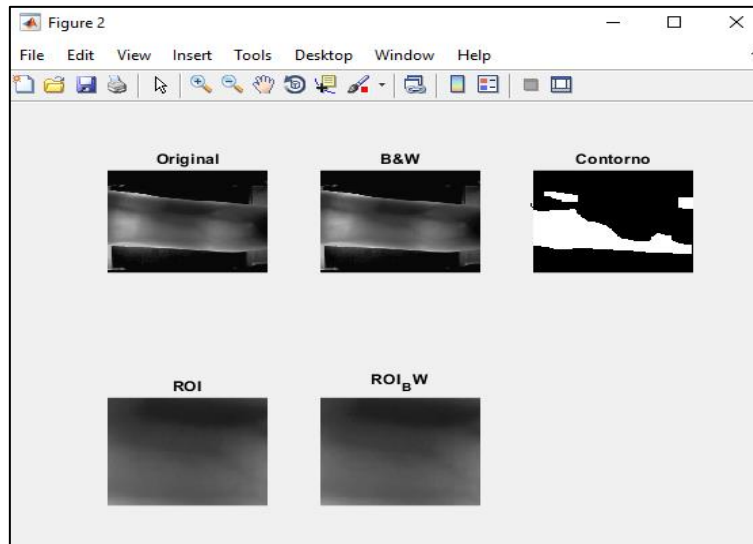 Figure 2
File Edit View Insert Tools Desktop Window Help
Original B&W Contorno
ROI ROI_BW